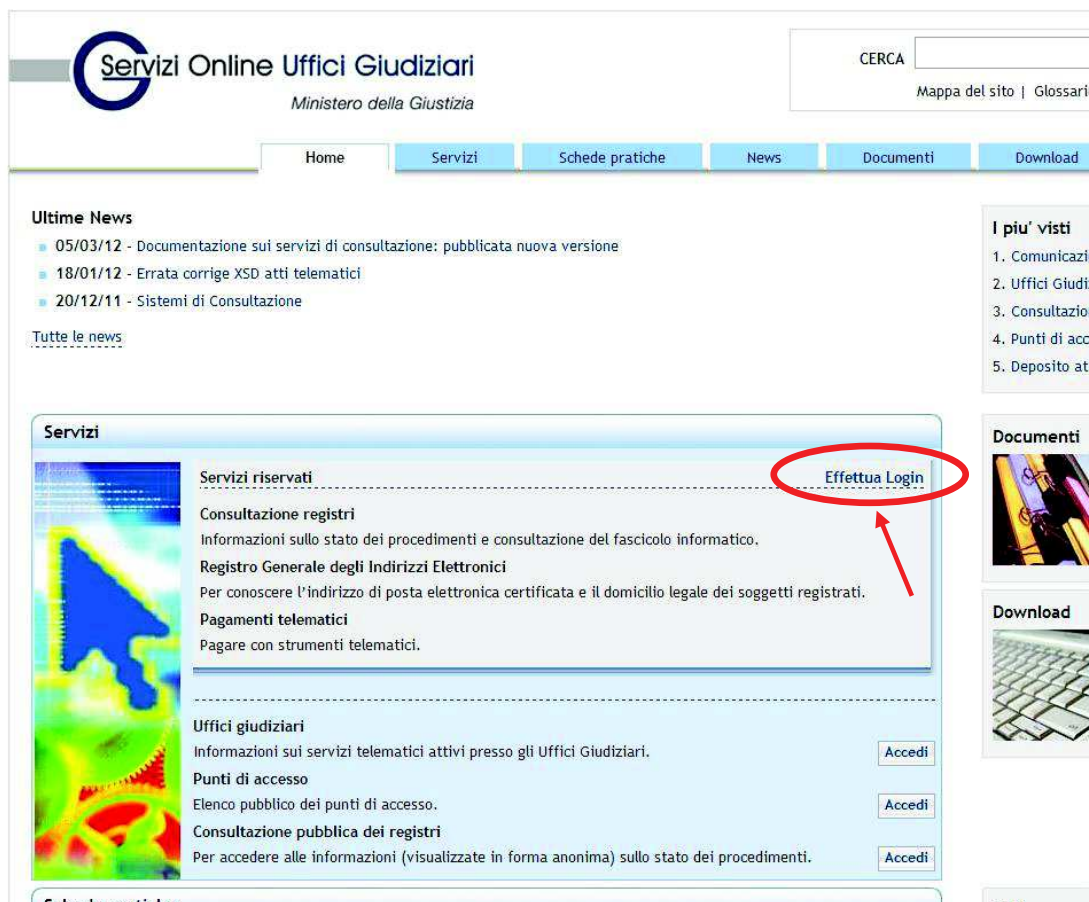 Servizi Online Uffici Giudiziari
Ministero della Giustizia
CERCA
Mappa del sito |
Home
Servizi
Schede pratiche
News
Documenti
Download
Ultime News
05/03/12 - Documentazione sui servizi di consultazione: pubblicata nuova versione
18/01/12 - Errata corrige XSD atti telematici
20/12/11 - Sistemi di Consultazione
Tutte le news
I piu' visti
1.
2. Uffici
3.
4. Punti di
5. Deposito
Servizi
Servizi riservati
Effettua Login
Consultazione registri
Informazioni sullo stato dei procedimenti e consultazione del fascicolo informatico.
Registro Generale degli Indirizzi Elettronici
Per conoscere l'indirizzo di posta elettronica certificata e il domicilio legale dei soggetti registrati.
Pagamenti telematici
Pagare con strumenti telematici.
Uffici giudiziari
Informazioni sui servizi telematici attivi presso gli Uffici Giudiziari.
Accedi
Punti di accesso
Elenco pubblico dei punti di accesso.
Accedi
Consultazione pubblica dei registri
Per accedere alle informazioni (visualizzate in forma anonima) sullo stato dei procedimenti.
Accedi
Documenti
Download